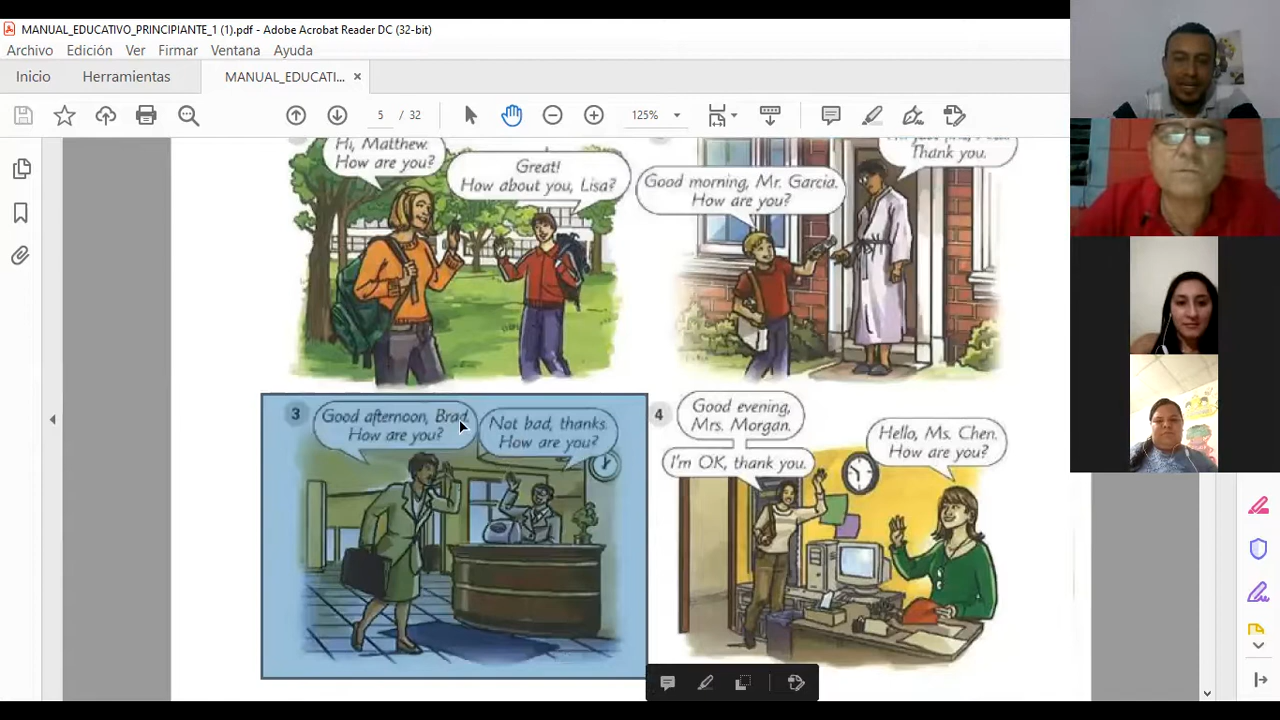 MANUAL_EDUCATIVO_PRINCIPIANTE_1 (1).pdf - Adobe Acrobat Reader DC (32-bit)
Archivo Edición Ver Firmar Ventana Ayuda
Inicio Herramientas MANUAL_EDUCATI... ×
5 / 32 125%
Hi, Matthew.
How are you?
Great!
How about you, Lisa?
Good morning, Mr. Garcia.
How are you?
Thank you.
3
Good afternoon, Brad.
How are you?
Not bad, thanks.
How are you?
4
Good evening,
Mrs. Morgan.
I'm OK, thank you.
Hello, Ms. Chen.
How are you?